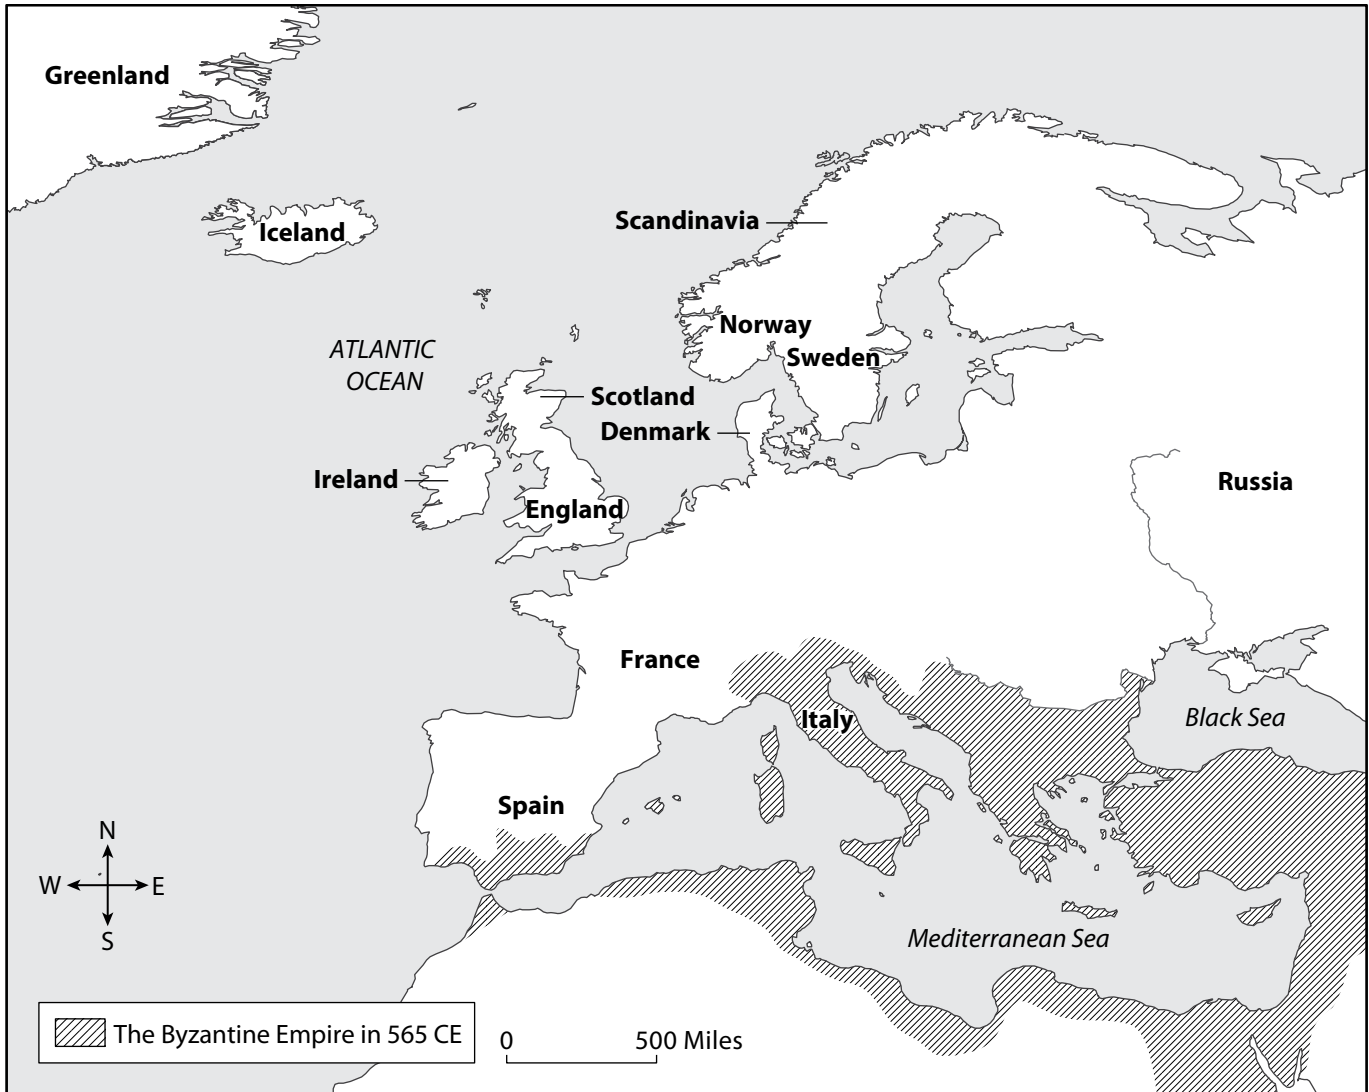 Greenland
Iceland
Scandinavia
Norway
Sweden
ATLANTIC
OCEAN
Scotland
Denmark
Ireland
England
Russia
France
Italy
Black Sea
Spain
N
W
E
S
Mediterranean Sea
The Byzantine Empire in 565 CE
0
500 Miles